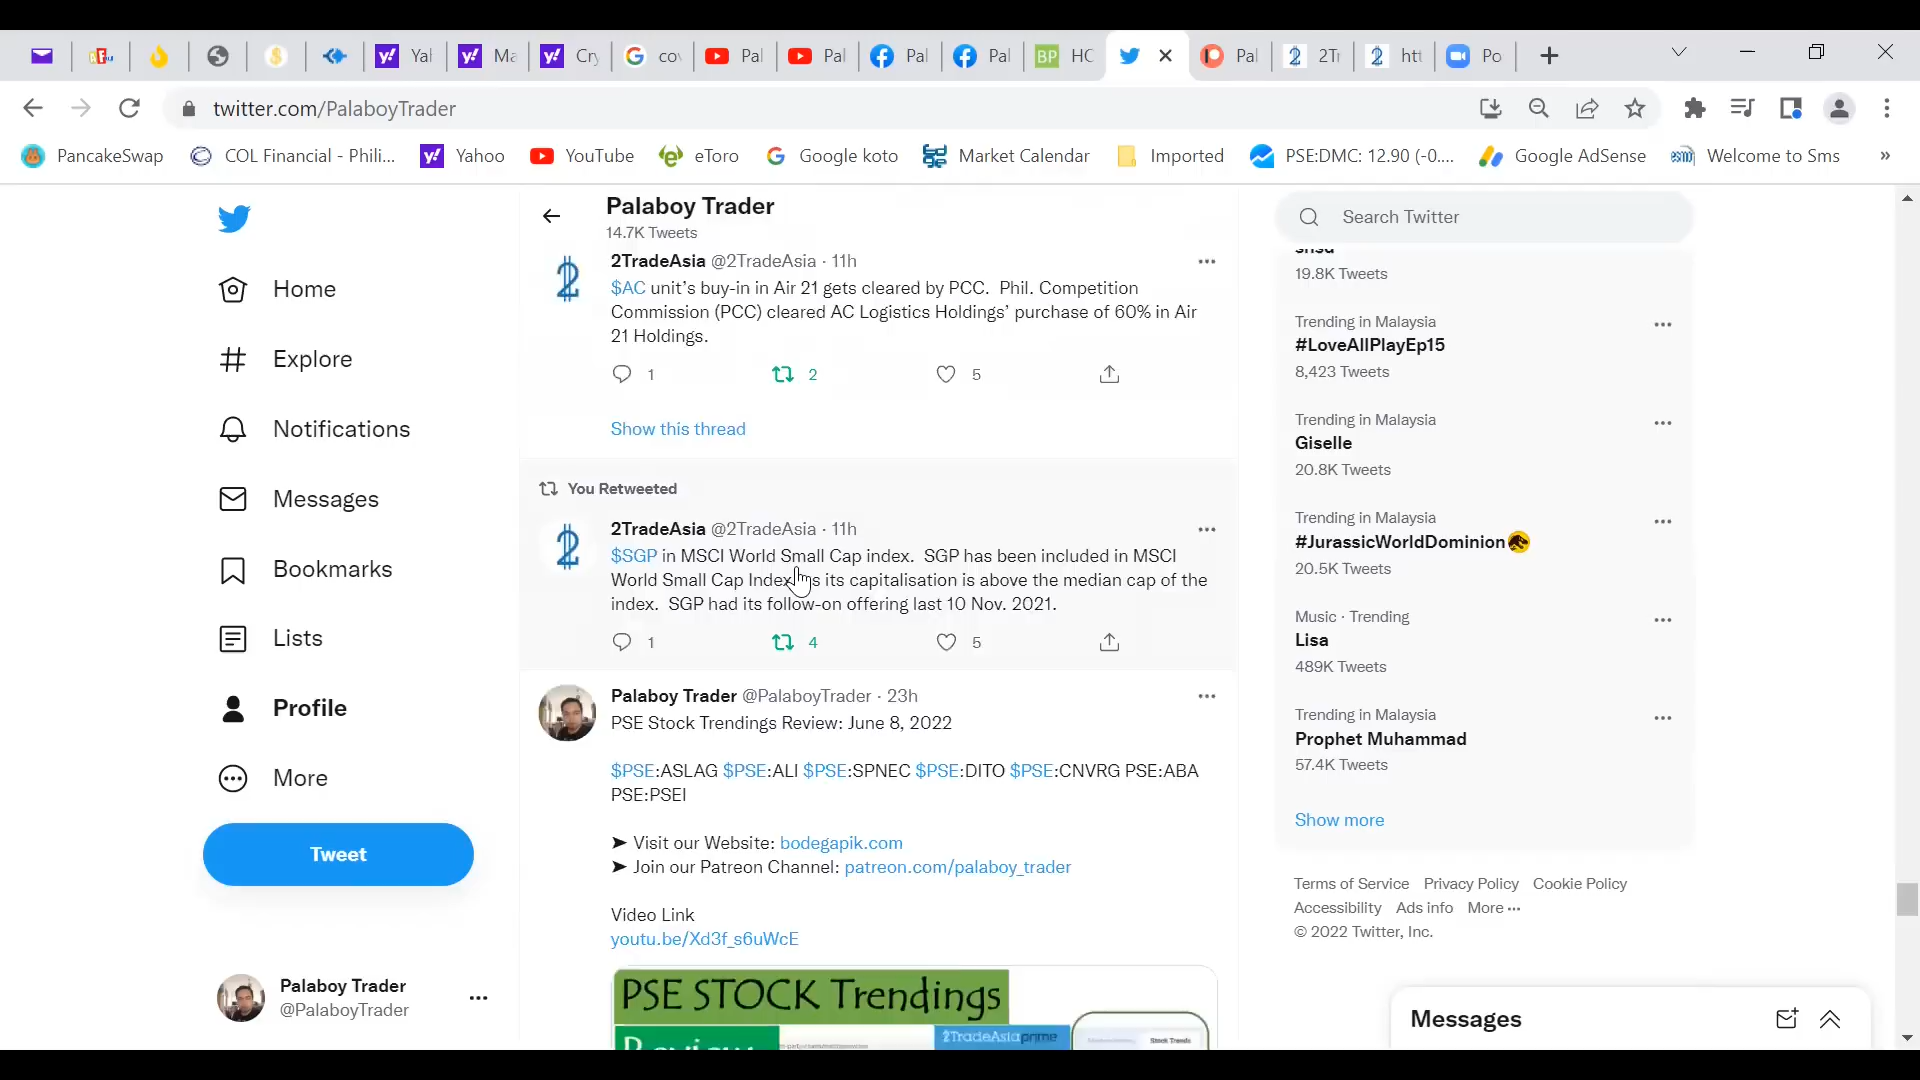 Yal
Ma
Cry
cov
Pal
Pal
Pal
Pal
BP HC
Pal
2Tr
htt
Po
twitter.com/PalaboyTrader
PancakeSwap
COL Financial - Phili...
Yahoo
YouTube
eToro
Google koto
Market Calendar
Imported
PSE:DMC: 12.90 (-0....
Google AdSense
Welcome to Sms
»
Home
Explore
Notifications
Messages
Bookmarks
Lists
Profile
More
Tweet
Palaboy Trader
@PalaboyTrader
Palaboy Trader
14.7K Tweets
2TradeAsia @2TradeAsia · 11h
$AC unit's buy-in in Air 21 gets cleared by PCC. Phil. Competition
Commission (PCC) cleared AC Logistics Holdings' purchase of 60% in Air
21 Holdings.
1 2 5
Show this thread
You Retweeted
2TradeAsia @2TradeAsia · 11h
$SGP in MSCI World Small Cap index. SGP has been included in MSCI
World Small Cap Index as its capitalisation is above the median cap of the
index. SGP had its follow-on offering last 10 Nov. 2021.
1 4 5
Palaboy Trader @PalaboyTrader · 23h
PSE Stock Trendings Review: June 8, 2022
$PSE:ASLAG $PSE:ALI $PSE:SPNEC $PSE:DITO $PSE:CNVRG PSE:ABA
PSE:PSEI
➤ Visit our Website: bodegapik.com
➤ Join our Patreon Channel: patreon.com/palaboy_trader
Video Link
youtu.be/Xd3f_s6uWcE
PSE STOCK Trendings
Review
2TradeAsia prime
Stock Trends
Search Twitter
snsd
19.8K Tweets
Trending in Malaysia
#LoveAllPlayEp15
8,423 Tweets
Trending in Malaysia
Giselle
20.8K Tweets
Trending in Malaysia
#JurassicWorldDominion
20.5K Tweets
Music · Trending
Lisa
489K Tweets
Trending in Malaysia
Prophet Muhammad
57.4K Tweets
Show more
Terms of Service Privacy Policy Cookie Policy
Accessibility Ads info More ···
© 2022 Twitter, Inc.
Messages